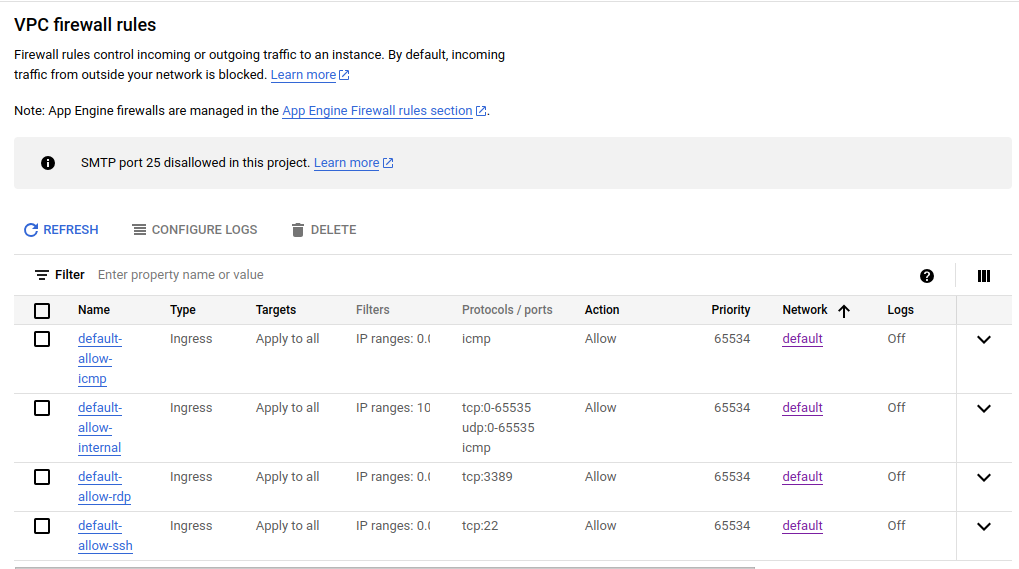 VPC firewall rules
Firewall rules control incoming or outgoing traffic to an instance. By default, incoming
traffic from outside your network is blocked. Learn more
Note: App Engine firewalls are managed in the App Engine Firewall rules section.
SMTP port 25 disallowed in this project. Learn more
REFRESH CONFIGURE LOGS DELETE
Filter Enter property name or value
Name Type Targets Filters Protocols / ports Action Priority Network Logs
default- Ingress Apply to all IP ranges: 0.0 icmp Allow 65534 default Off
allow-
icmp
default- Ingress Apply to all IP ranges: 10 tcp:0-65535 Allow 65534 default Off
allow- udp:0-65535
internal icmp
default- Ingress Apply to all IP ranges: 0.0 tcp:3389 Allow 65534 default Off
allow-rdp
default- Ingress Apply to all IP ranges: 0.0 tcp:22 Allow 65534 default Off
allow-ssh